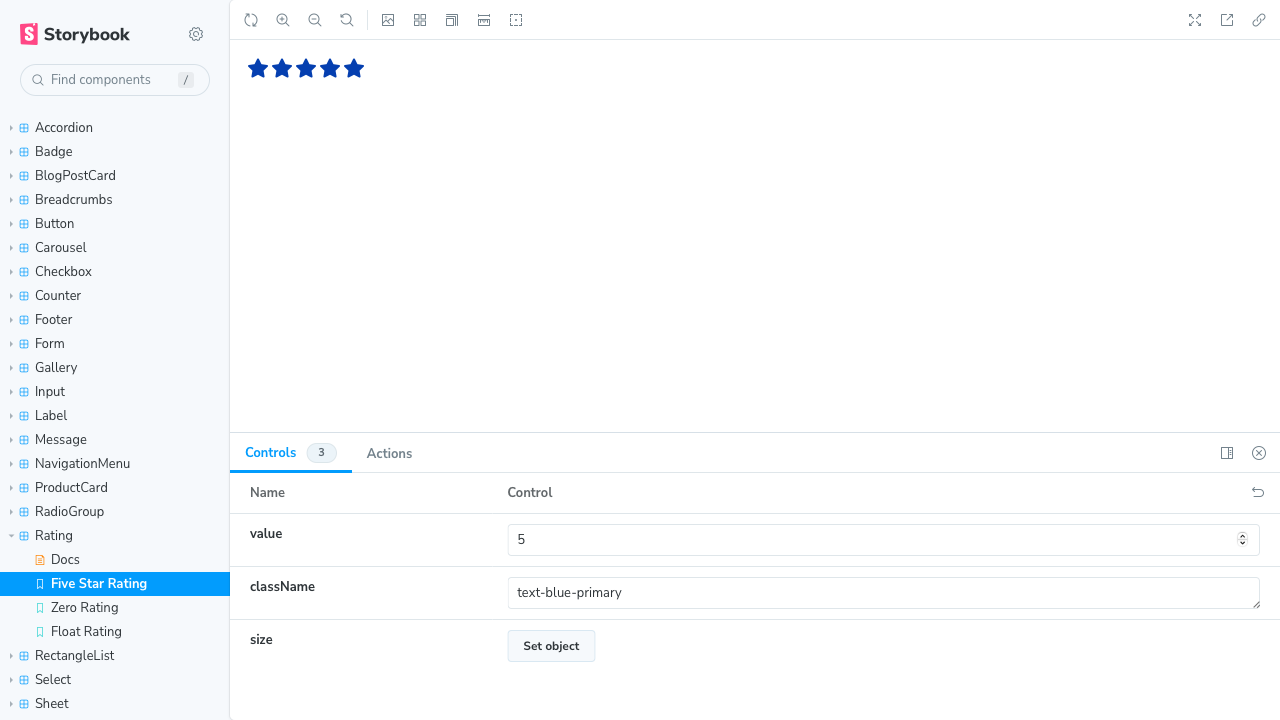 Storybook
Find components /
Accordion
Badge
BlogPostCard
Breadcrumbs
Button
Carousel
Checkbox
Counter
Footer
Form
Gallery
Input
Label
Message
NavigationMenu
ProductCard
RadioGroup
Rating
Docs
Five Star Rating
Zero Rating
Float Rating
RectangleList
Select
Sheet
Controls 3 Actions
Name Control
value 5
className text-blue-primary
size Set object